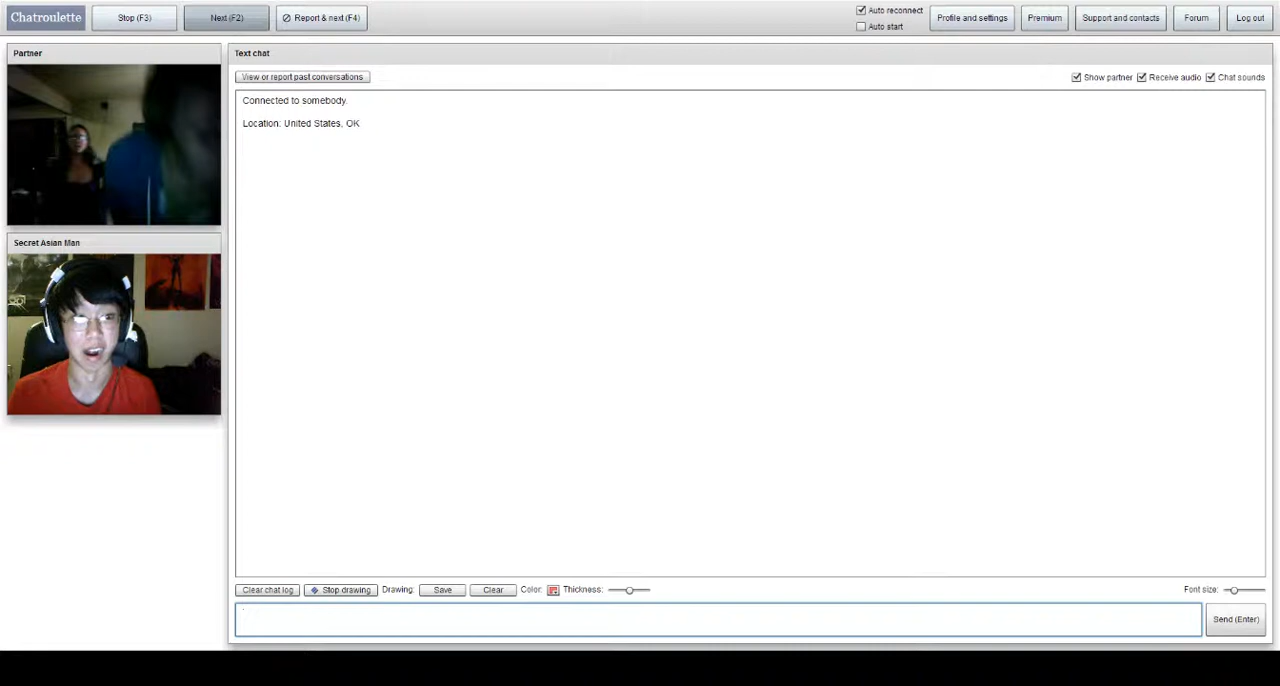 Chatroulette
Stop (F3)
Next (F2)
Report & next (F4)
Auto reconnect
Auto start
Profile and settings
Premium
Support and contacts
Forum
Log out
Partner
Secret Asian Man
Text chat
View or report past conversations
Show partner
Receive audio
Chat sounds
Connected to somebody.
Location: United States, OK
Clear chat log
Stop drawing
Drawing:
Save
Clear
Color:
Thickness:
Font size:
Send (Enter)